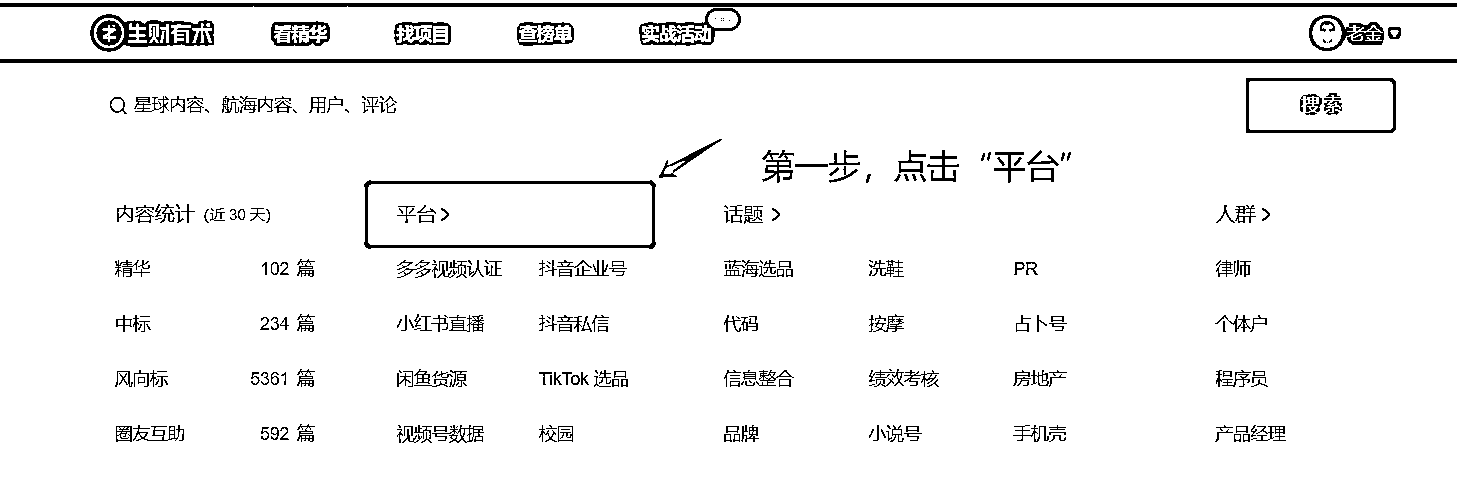 生财有术 看精华 找项目 查榜单 实战活动 老金
星球内容、航海内容、用户、评论 搜索
第一步，点击“平台”
内容统计 (近 30 天) 平台 > 话题 > 人群 >
精华 102 篇 多多视频认证 抖音企业号 蓝海选品 洗鞋 PR 律师
中标 234 篇 小红书直播 抖音私信 代码 按摩 占卜号 个体户
风向标 5361 篇 闲鱼货源 TikTok 选品 信息整合 绩效考核 房地产 程序员
圈友互助 592 篇 视频号数据 校园 品牌 小说号 手机壳 产品经理